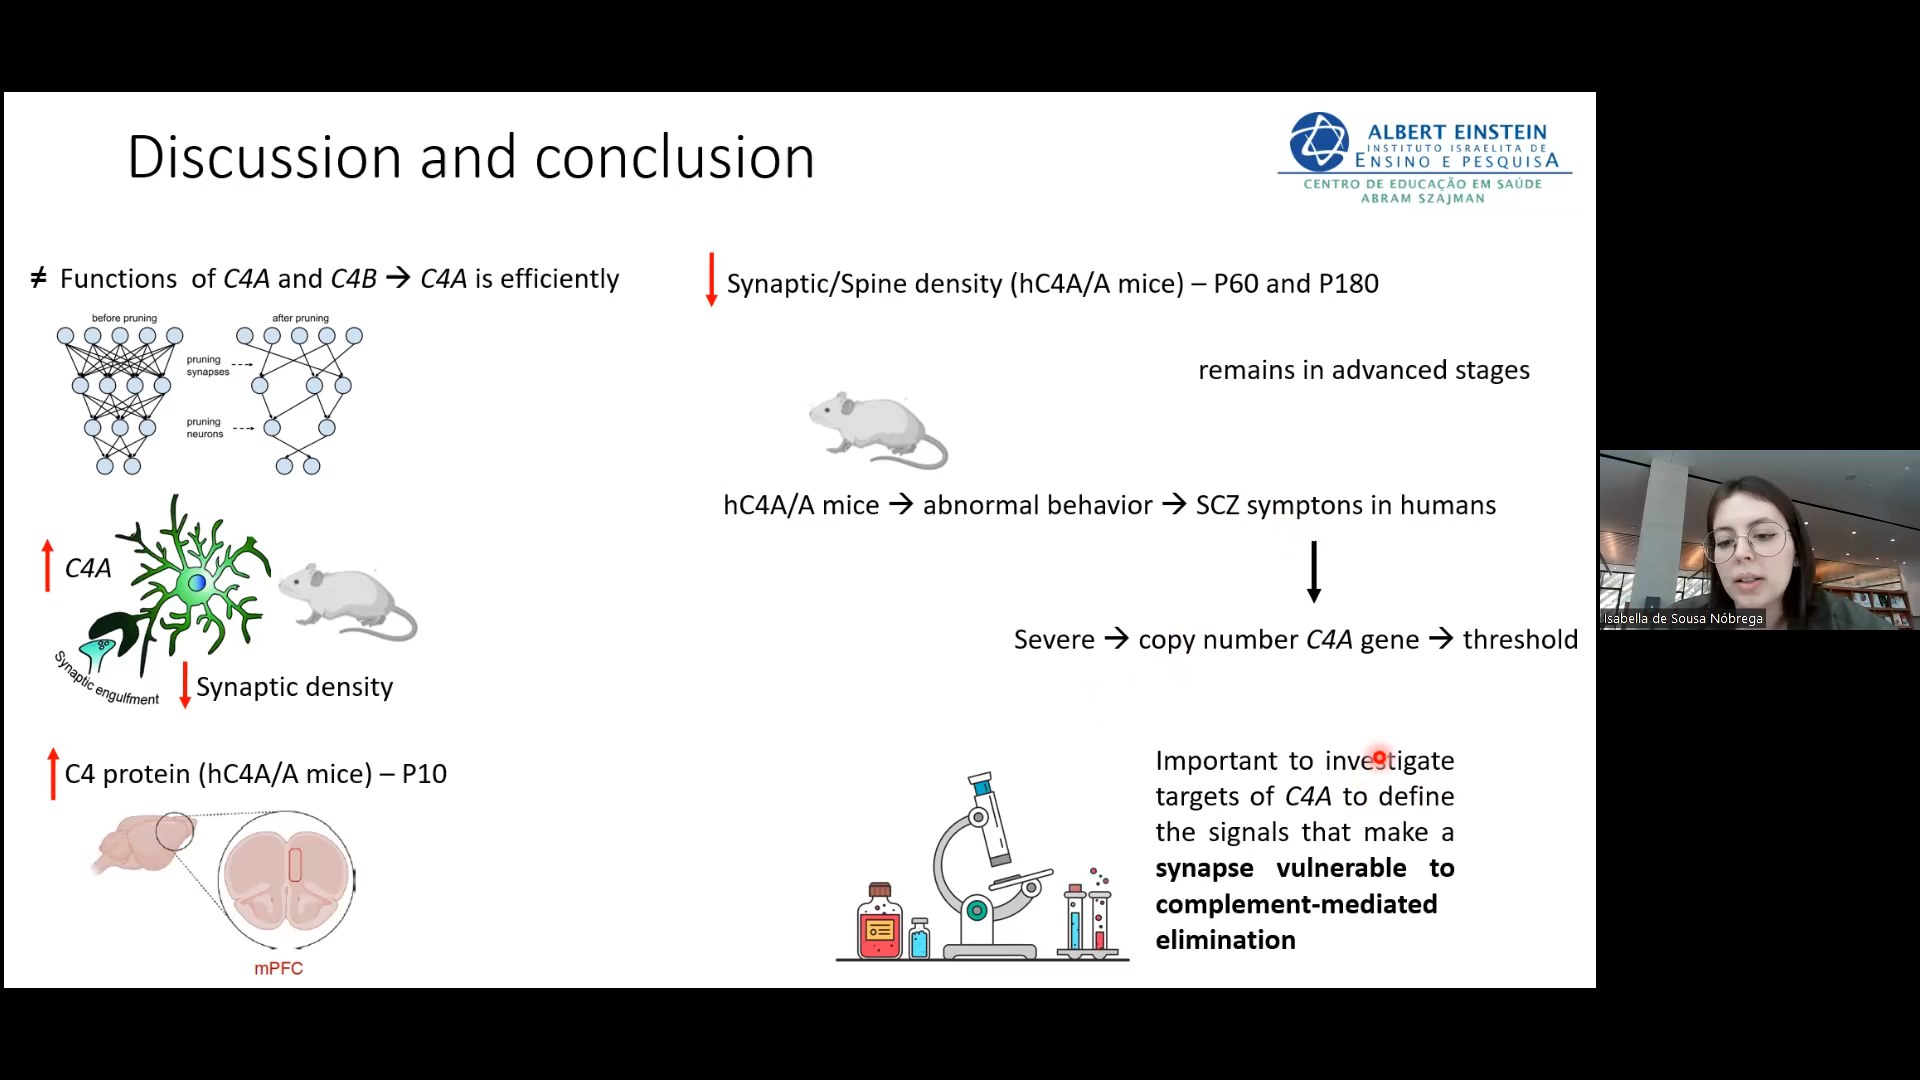 Discussion and conclusion
ALBERT EINSTEIN
INSTITUTO ISRAELITA DE
ENSINO E PESQUISA
CENTRO DE EDUCAÇÃO EM SAÚDE
ABRAM SZAJMAN
≠ Functions of C4A and C4B → C4A is efficiently
before pruning
after pruning
pruning
synapses
pruning
neurons
C4A
Synaptic engulfment
Synaptic density
C4 protein (hC4A/A mice) – P10
mPFC
Synaptic/Spine density (hC4A/A mice) – P60 and P180
remains in advanced stages
hC4A/A mice → abnormal behavior → SCZ symptons in humans
Severe → copy number C4A gene → threshold
Important to investigate
targets of C4A to define
the signals that make a
synapse vulnerable to
complement-mediated
elimination
Isabella de Sousa Nóbrega